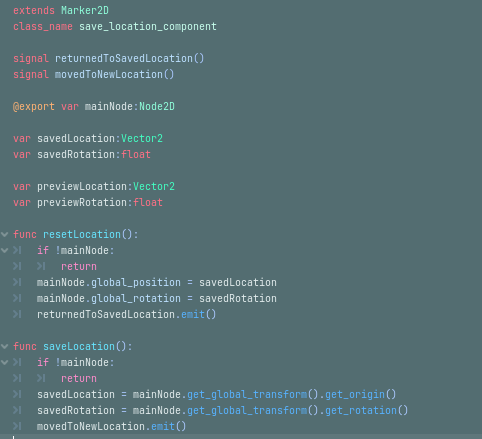 extends Marker2D
class_name save_location_component
signal returnedToSavedLocation()
signal movedToNewLocation()
@export var mainNode:Node2D
var savedLocation:Vector2
var savedRotation:float
var previewLocation:Vector2
var previewRotation:float
func resetLocation():
if !mainNode:
return
mainNode.global_position = savedLocation
mainNode.global_rotation = savedRotation
returnedToSavedLocation.emit()
func saveLocation():
if !mainNode:
return
savedLocation = mainNode.get_global_transform().get_origin()
savedRotation = mainNode.get_global_transform().get_rotation()
movedToNewLocation.emit()